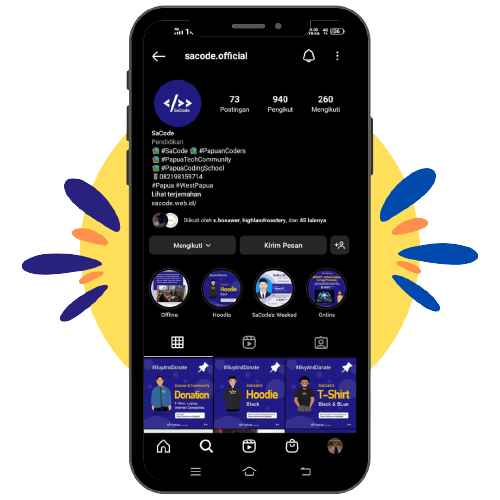 sacode.official
</>>
SaCode
73 940 260
Postingan Pengikut Mengikuti
SaCode
Pendidikan
#SaCode #PapuanCoders
#PapuaTechCommunity
#PapuaCodingSchool
082198159714
#Papua #WestPapua
Lihat terjemahan
sacode.web.id/
Diikuti oleh s.bosawer, highlandroastery, dan 45 lainnya
Mengikuti Kirim Pesan
Hoodie
Offline Hoodie SaCode's Weeked Online
#BuyAndDonate #BuyAndDonate #BuyAndDonate
Course & Community SaCode's SaCode's
Donation Hoodie T-Shirt
T-Shirt, Laptop, Black Black & BLue
Internet Connection